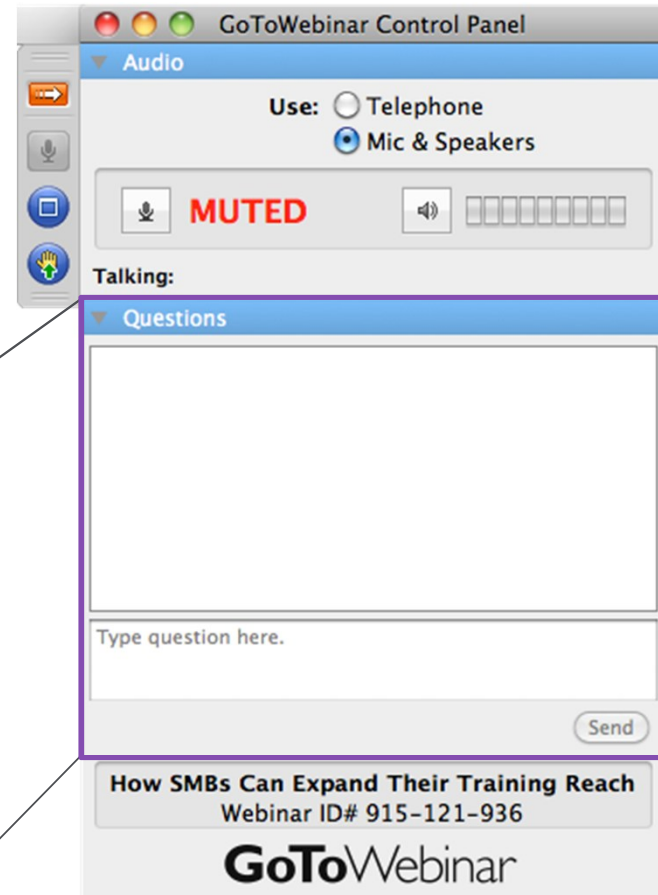 GoToWebinar Control Panel
Audio
Use: Telephone
Mic & Speakers
MUTED
Talking:
Questions
Type question here.
Send
How SMBs Can Expand Their Training Reach
Webinar ID# 915-121-936
GoToWebinar